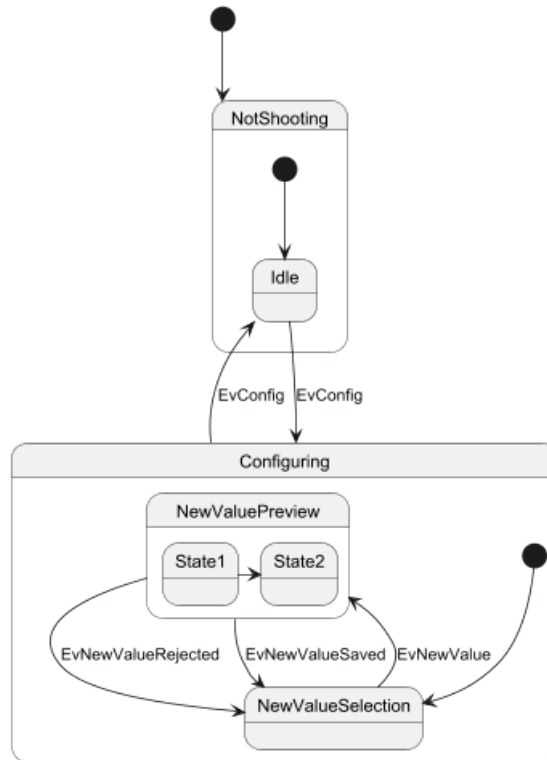 NotShooting
Idle
EvConfig EvConfig
Configuring
NewValuePreview
State1 State2
EvNewValueRejected EvNewValueSaved EvNewValue
NewValueSelection